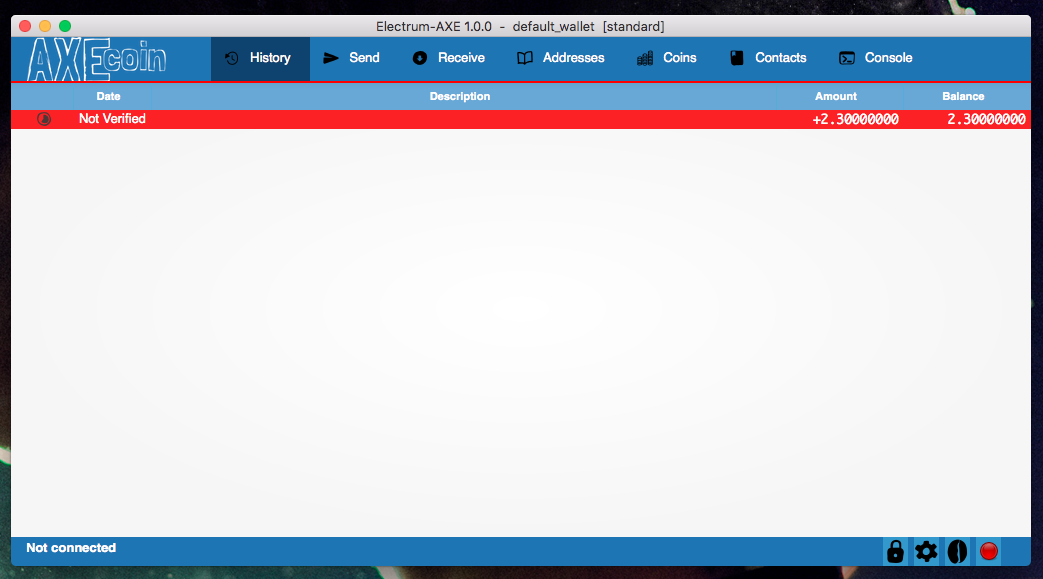 Electrum-AXE 1.0.0 - default_wallet [standard]
AXEcoin
History Send Receive Addresses Coins Contacts Console
Date Description Amount Balance
Not Verified +2.30000000 2.30000000
Not connected